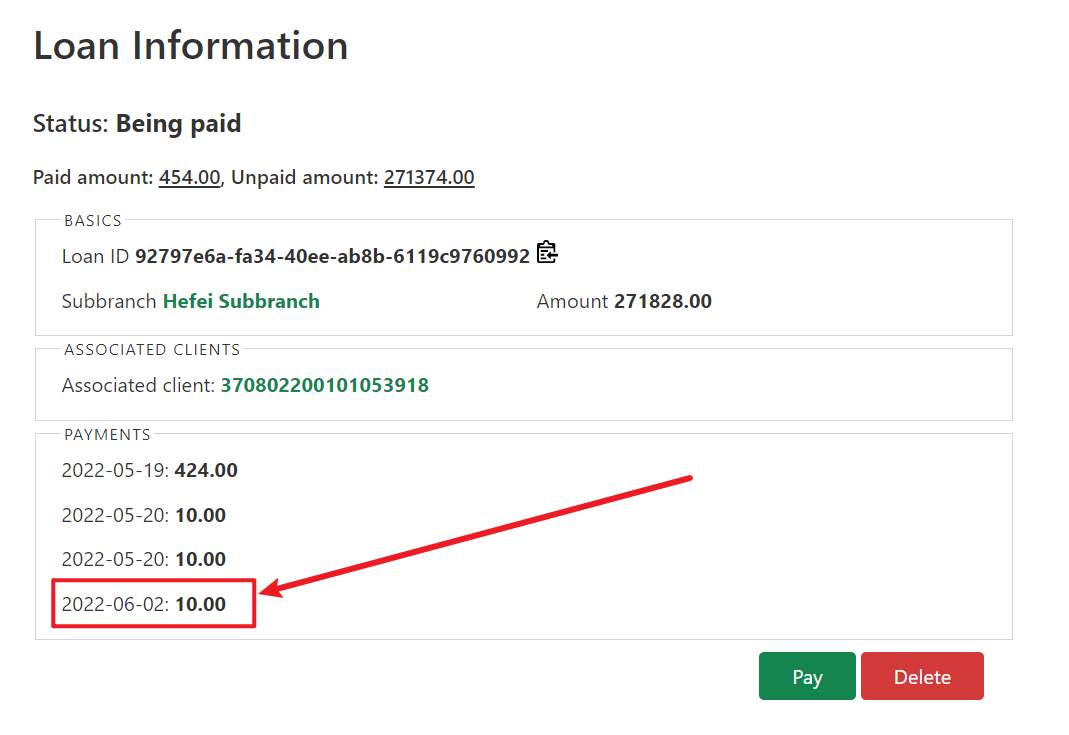 Loan Information
Status: Being paid
Paid amount: 454.00, Unpaid amount: 271374.00
BASICS
Loan ID 92797e6a-fa34-40ee-ab8b-6119c9760992
Subbranch Hefei Subbranch Amount 271828.00
ASSOCIATED CLIENTS
Associated client: 370802200101053918
PAYMENTS
2022-05-19: 424.00
2022-05-20: 10.00
2022-05-20: 10.00
2022-06-02: 10.00
Pay Delete